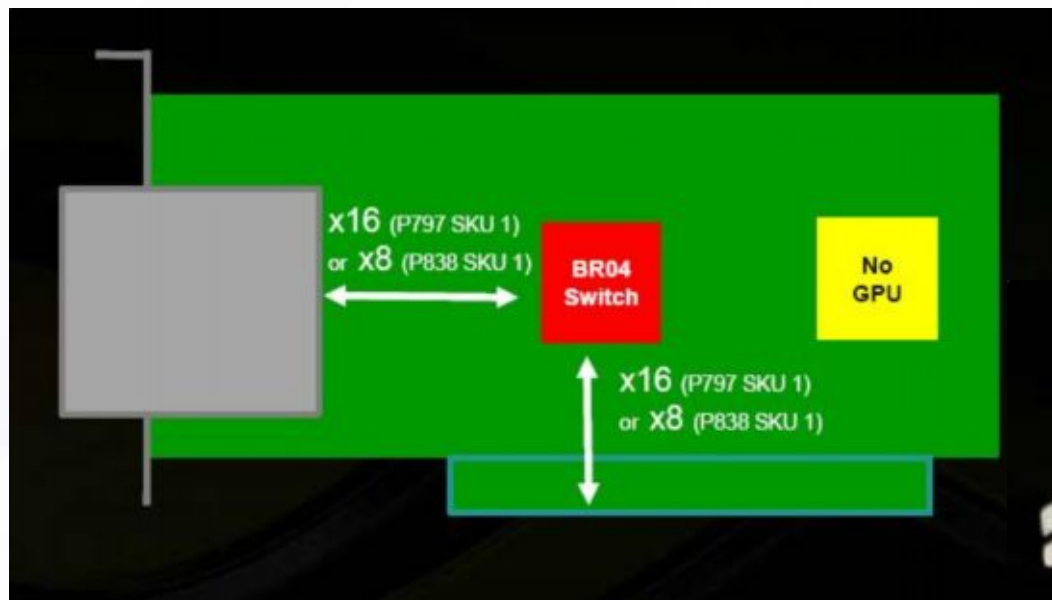 x16 (P797 SKU 1)
or x8 (P838 SKU 1)
BR04
Switch
No
GPU
x16 (P797 SKU 1)
or x8 (P838 SKU 1)